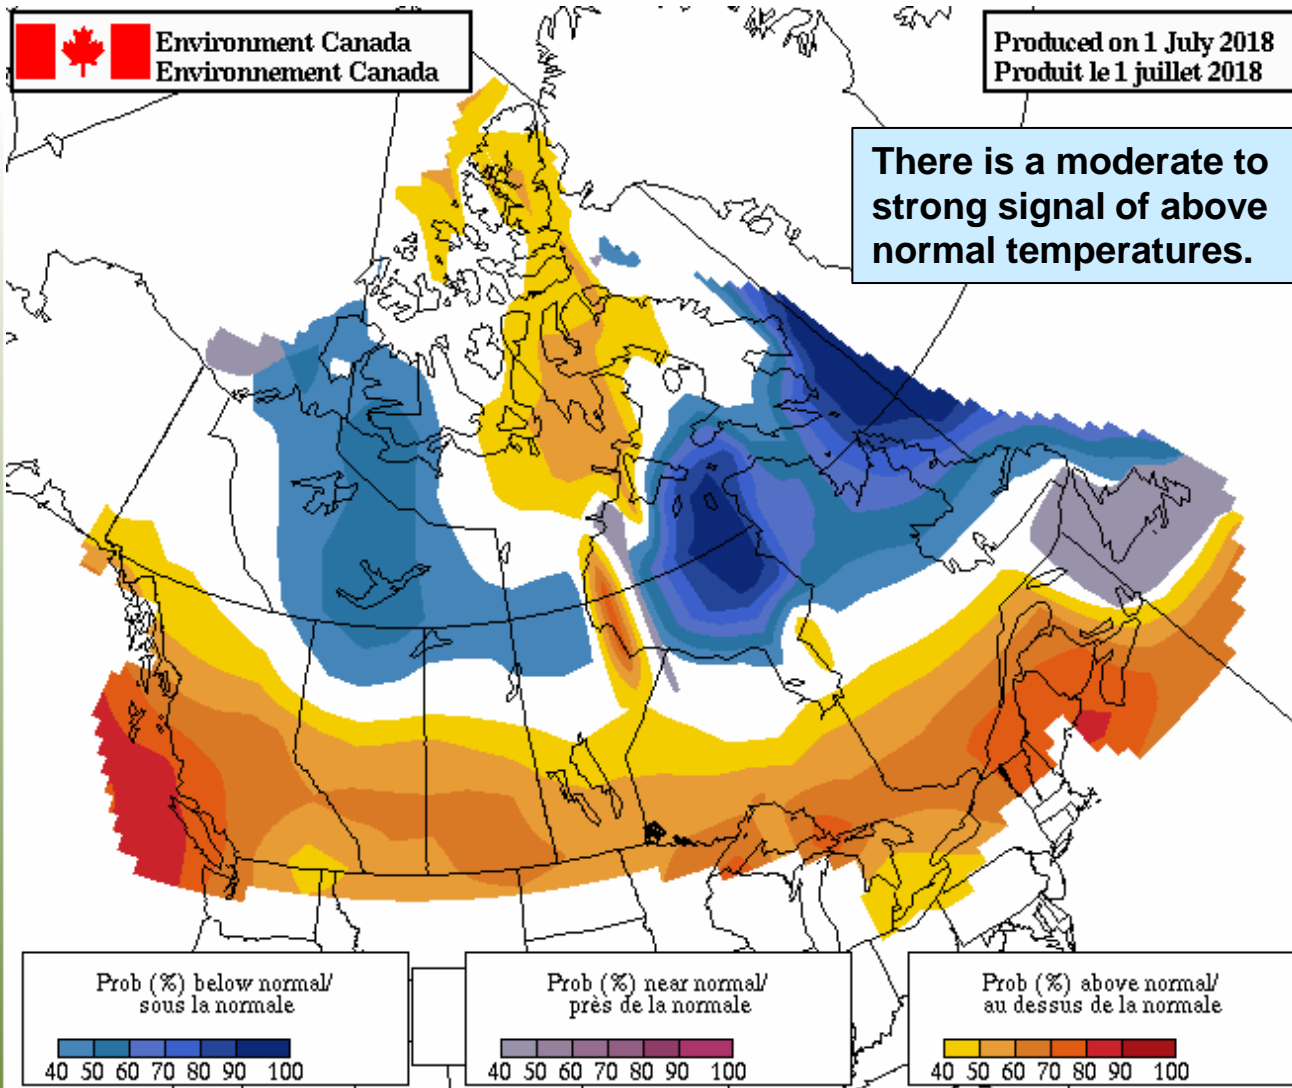 Environment Canada
Environnement Canada
Produced on 1 July 2018
Produit le 1 juillet 2018
There is a moderate to
strong signal of above
normal temperatures.
Prob (%) below normal/
sous la normale
40 50 60 70 80 90 100
Prob (%) near normal/
près de la normale
40 50 60 70 80 90 100
Prob (%) above normal/
au dessus de la normale
40 50 60 70 80 90 100